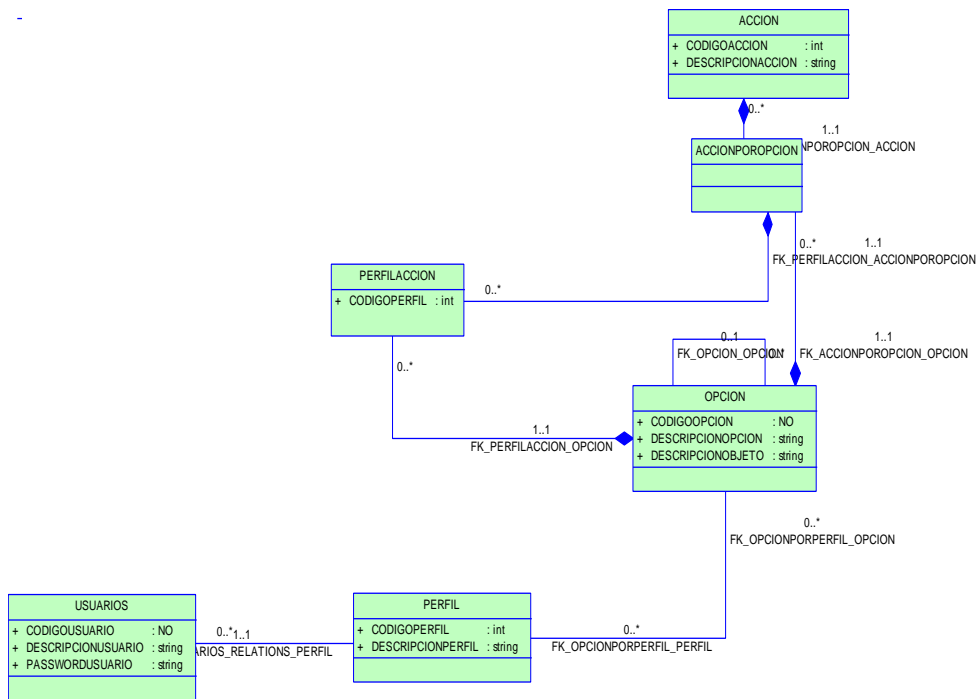 ACCION
+ CODIGOACCION : int
+ DESCRIPCIONACCION : string
0..*
1..1
ACCIONPOROPCION
NPOROPCION_ACCION
0..*
1..1
FK_PERFILACCION_ACCIONPOROPCION
PERFILACCION
+ CODIGOPERFIL : int
0..*
0..1
1..1
FK_OPCION_OPCION
0..*
FK_ACCIONPOROPCION_OPCION
0..*
OPCION
+ CODIGOOPCION : NO
+ DESCRIPCIONOPCION : string
+ DESCRIPCIONOBJETO : string
1..1
FK_PERFILACCION_OPCION
0..*
FK_OPCIONPORPERFIL_OPCION
USUARIOS
+ CODIGOUSUARIO : NO
+ DESCRIPCIONUSUARIO : string
+ PASSWORDUSUARIO : string
0..*
1..1
ARIOS_RELATIONS_PERFIL
PERFIL
+ CODIGOPERFIL : int
+ DESCRIPCIONPERFIL : string
0..*
FK_OPCIONPORPERFIL_PERFIL